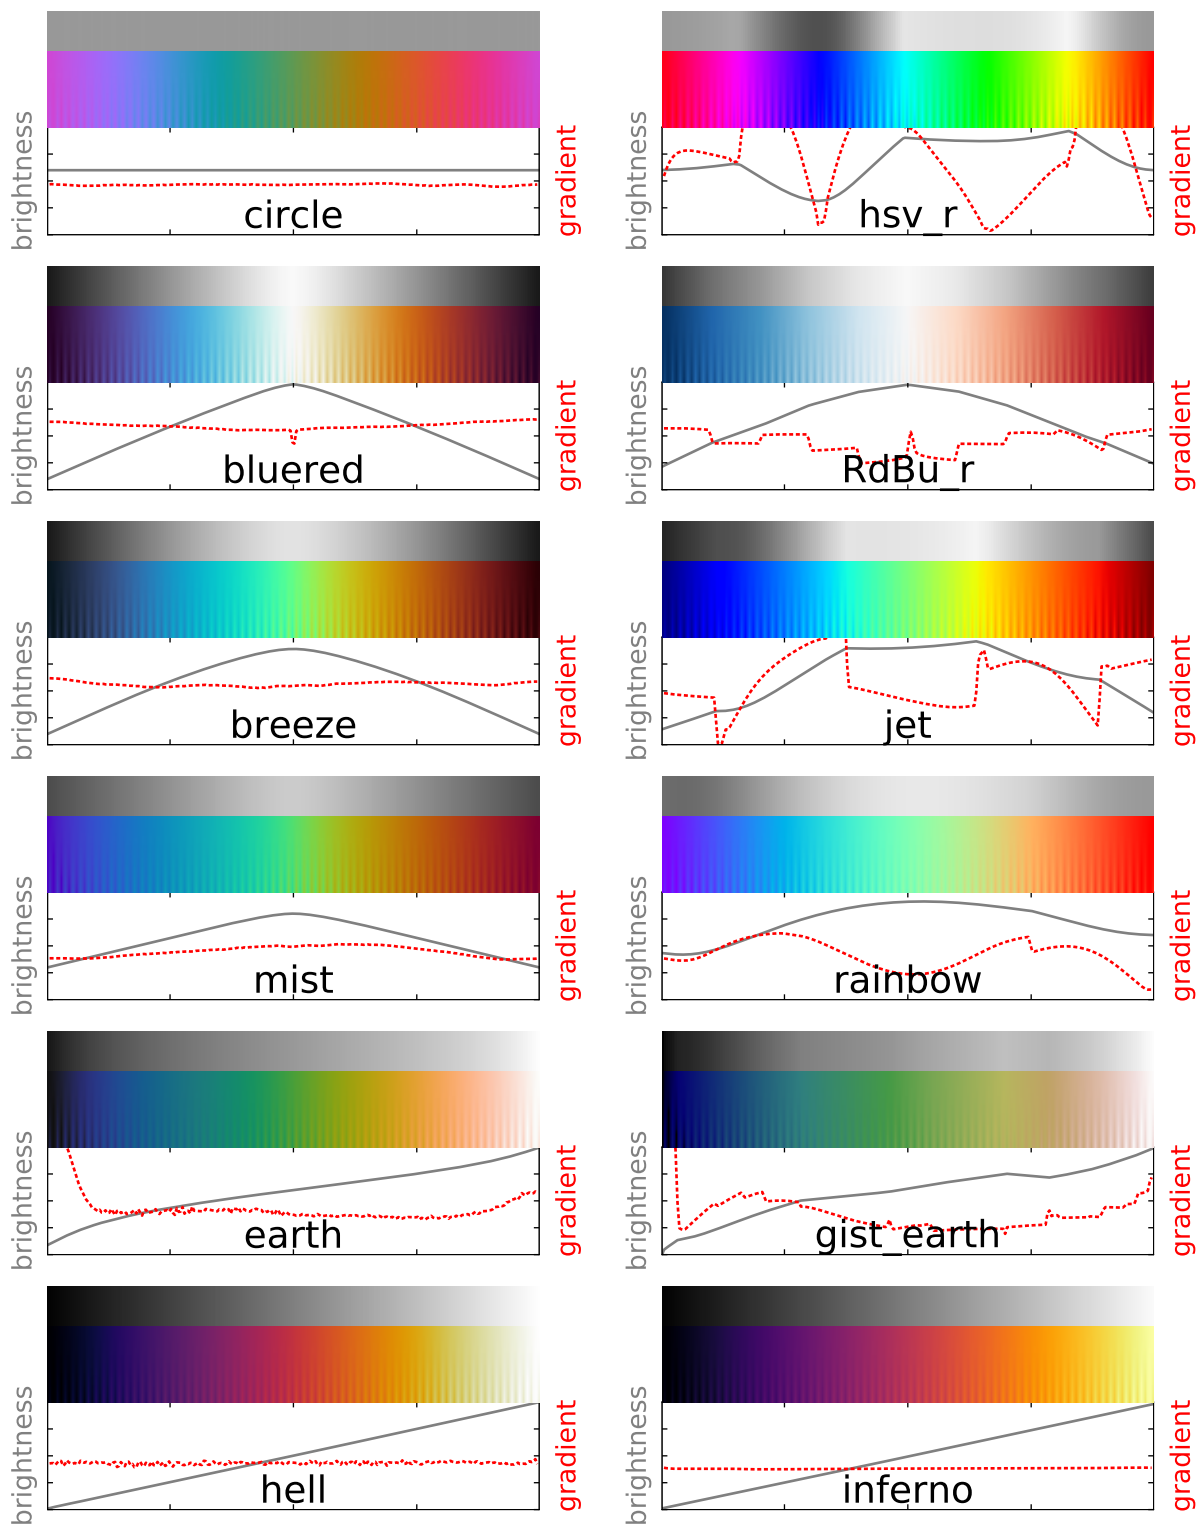 brightness
circle
gradient
brightness
hsv_r
gradient
brightness
bluered
gradient
brightness
RdBu_r
gradient
brightness
breeze
gradient
brightness
jet
gradient
brightness
mist
gradient
brightness
rainbow
gradient
brightness
earth
gradient
brightness
gist_earth
gradient
brightness
hell
gradient
brightness
inferno
gradient